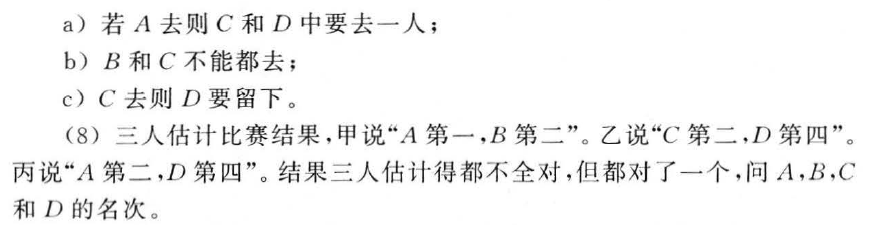 a) 若 A 去则 C 和 D 中要去一人;
b) B 和 C 不能都去;
c) C 去则 D 要留下。
(8) 三人估计比赛结果,甲说“A 第一,B 第二”。乙说“C 第二,D 第四”。
丙说“A 第二,D 第四”。结果三人估计得都不全对,但都对了一个,问 A,B,C
和 D 的名次。